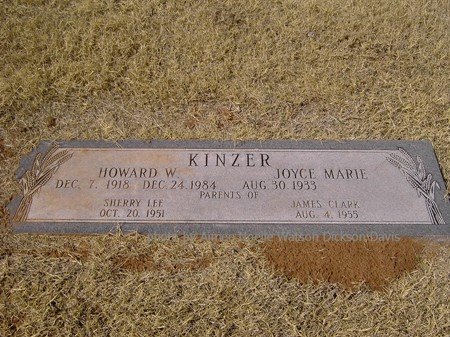 KINZER
HOWARD W. JOYCE MARIE
DEC. 7, 1918 DEC. 24, 1984 AUG. 30, 1933
PARENTS OF
SHERRY LEE JAMES CLARK
OCT. 20, 1951 AUG. 4, 1955
Watson